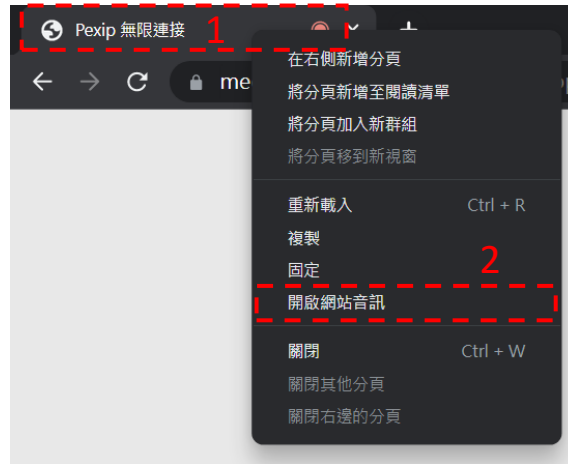 Pexip 無限連接
1
me
在右側新增分頁
將分頁新增至閱讀清單
將分頁加入新群組
將分頁移到新視窗
重新載入 Ctrl + R
複製
固定
2
開啟網站音訊
關閉 Ctrl + W
關閉其他分頁
關閉右邊的分頁